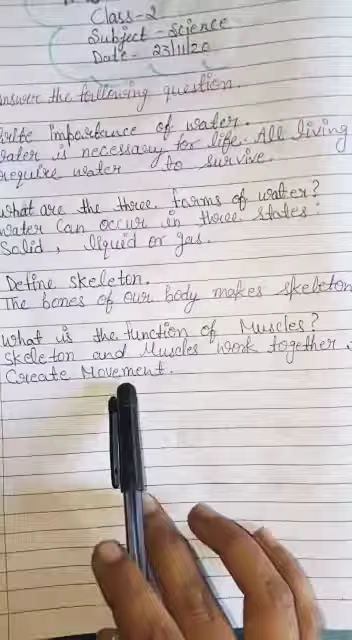 Class-2
Subject - Science
Date - 23/11/20
answer the following question.
write importance of water.
water is necessary for life. All living
require water to survive.
what are the three forms of water?
water can occur in three states:
Solid, liquid or gas.
Define skeleton.
The bones of our body makes skeleton
what is the function of Muscles?
skeleton and Muscles work together
Create Movement.